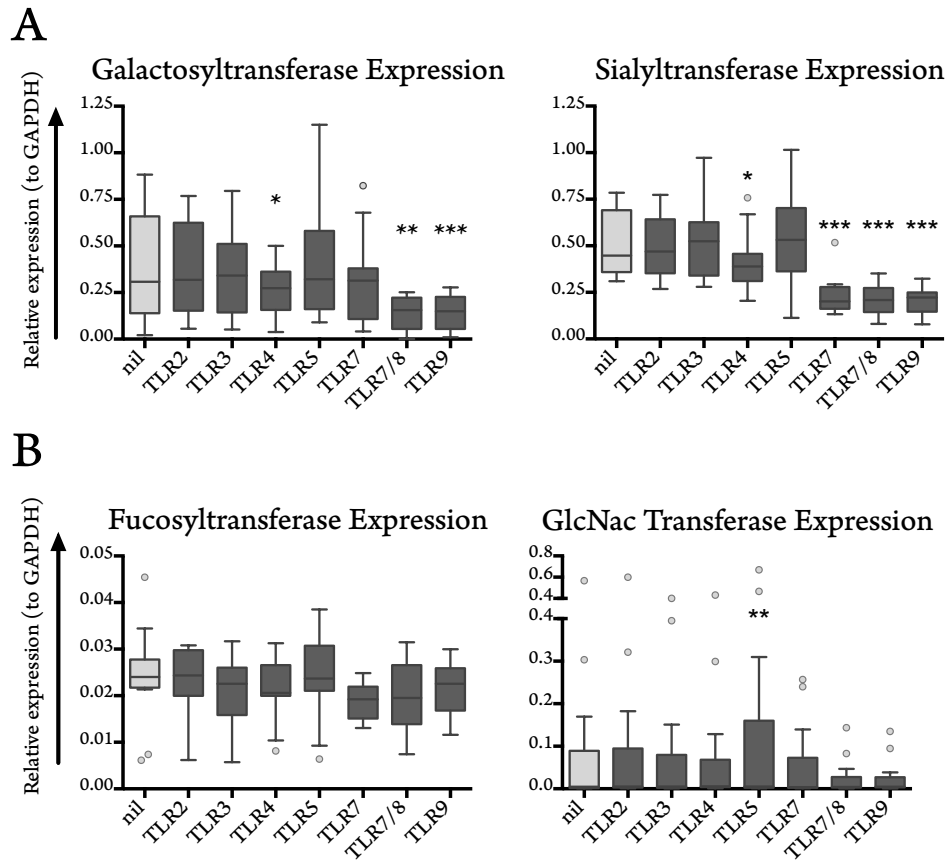 A
Galactosyltransferase Expression
Sialyltransferase Expression
Relative expression (to GAPDH)
1.25
1.00
0.75
0.50
0.25
0.00
*
**
***
nil
TLR2
TLR3
TLR4
TLR5
TLR7
TLR7/8
TLR9
1.25
1.00
0.75
0.50
0.25
0.00
*
***
***
***
nil
TLR2
TLR3
TLR4
TLR5
TLR7
TLR7/8
TLR9
B
Fucosyltransferase Expression
GlcNac Transferase Expression
Relative expression (to GAPDH)
0.05
0.04
0.03
0.02
0.01
0.00
nil
TLR2
TLR3
TLR4
TLR5
TLR7
TLR7/8
TLR9
0.8
0.6
0.4
0.4
0.3
0.2
0.1
0.0
**
nil
TLR2
TLR3
TLR4
TLR5
TLR7
TLR7/8
TLR9